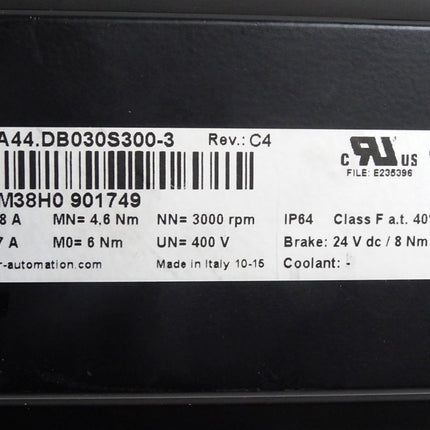 A44.DB030S300-3 Rev.: C4
M38H0 901749
c RU US
FILE: E235396
8 A MN= 4,6 Nm NN= 3000 rpm IP64 Class F a.t. 40°
7 A M0= 6 Nm UN= 400 V Brake: 24 V dc / 8 Nm
r-automation.com Made in Italy 10-15 Coolant: -